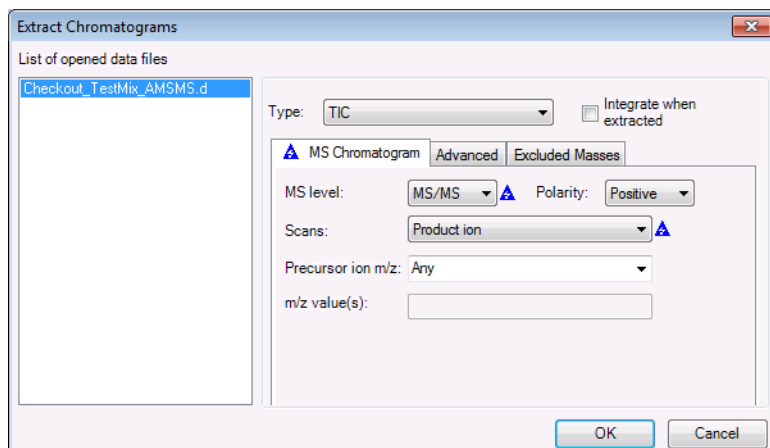 Extract Chromatograms
List of opened data files
Checkout_TestMix_AMSMS.d
Type: TIC
Integrate when
extracted
MS Chromatogram Advanced Excluded Masses
MS level: MS/MS Polarity: Positive
Scans: Product ion
Precursor ion m/z: Any
m/z value(s):
OK Cancel